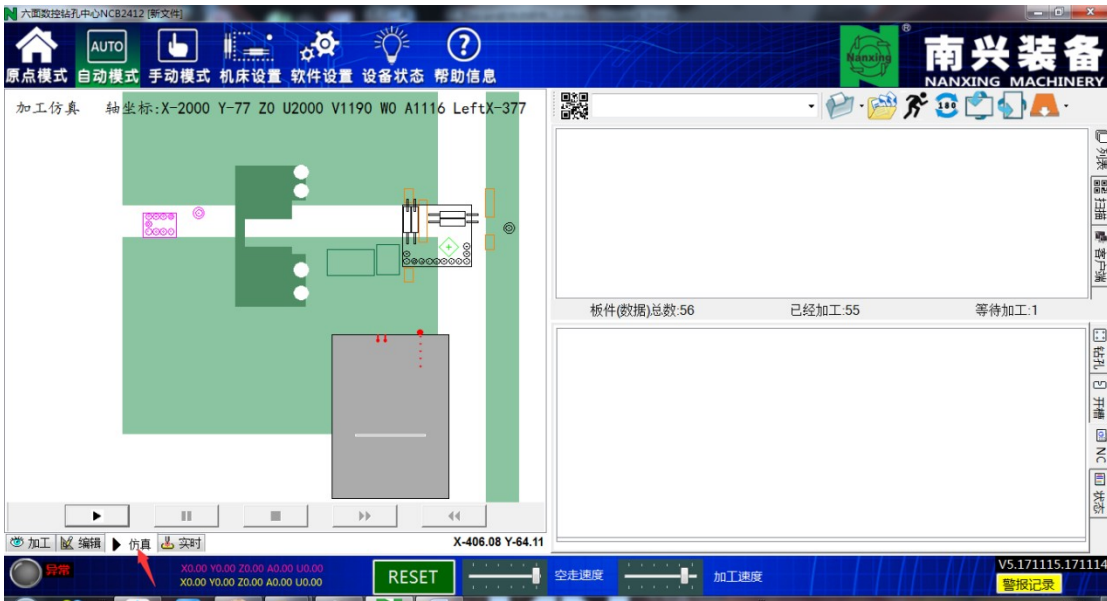 六面数控钻孔中心NCB2412 [新文件]
原点模式 AUTO 自动模式 手动模式 机床设置 软件设置 设备状态 ? 帮助信息
Nanxing ® 南兴装备
NANXING MACHINERY
加工仿真 轴坐标:X-2000 Y-77 Z0 U2000 V1190 W0 A1116 LeftX-377
180
列表
扫描
客户端
板件(数据)总数:56 已经加工:55 等待加工:1
钻孔
开槽
NC
状态
加工 编辑 仿真 实时 X-406.08 Y-64.11
异常
X0.00 Y0.00 Z0.00 A0.00 U0.00
X0.00 Y0.00 Z0.00 A0.00 U0.00
RESET 空走速度 加工速度
V5.171115.171114
警报记录